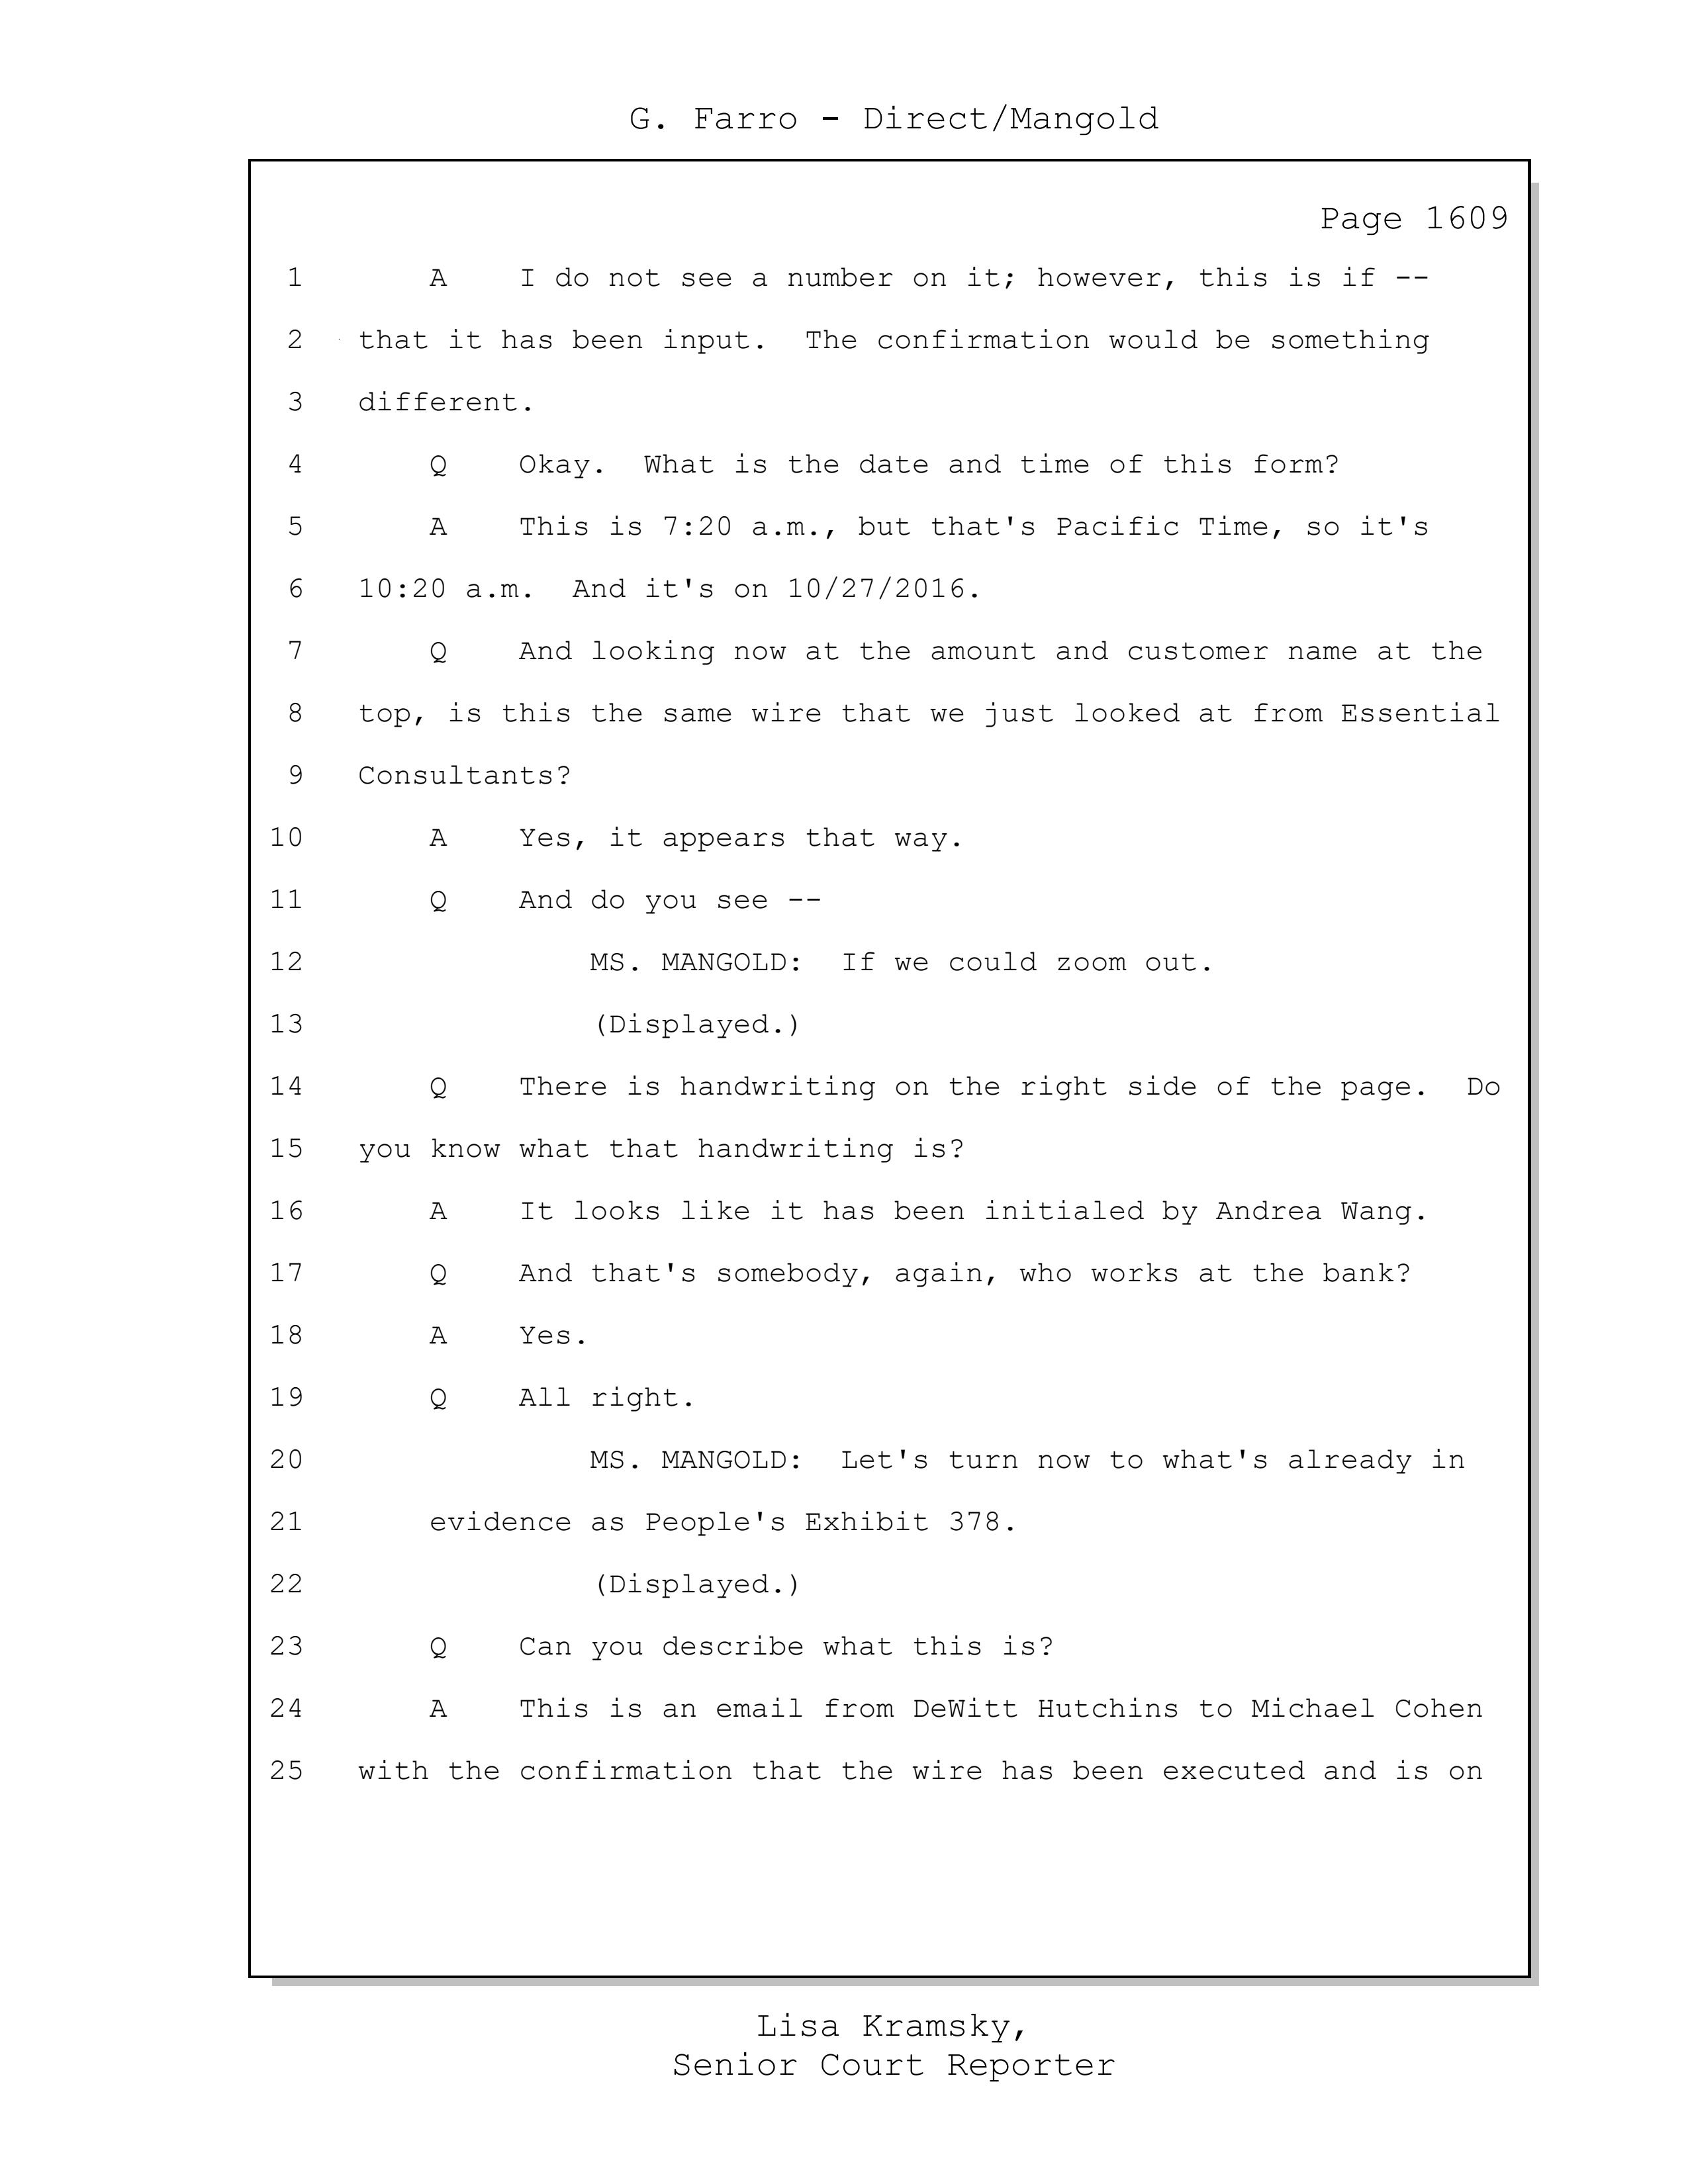 G. Farro - Direct/Mangold
Page 1609
1 A I do not see a number on it; however, this is if --
2 that it has been input. The confirmation would be something
3 different.
4 Q Okay. What is the date and time of this form?
5 A This is 7:20 a.m., but that's Pacific Time, so it's
6 10:20 a.m. And it's on 10/27/2016.
7 Q And looking now at the amount and customer name at the
8 top, is this the same wire that we just looked at from Essential
9 Consultants?
10 A Yes, it appears that way.
11 Q And do you see --
12 MS. MANGOLD: If we could zoom out.
13 (Displayed.)
14 Q There is handwriting on the right side of the page. Do
15 you know what that handwriting is?
16 A It looks like it has been initialed by Andrea Wang.
17 Q And that's somebody, again, who works at the bank?
18 A Yes.
19 Q All right.
20 MS. MANGOLD: Let's turn now to what's already in
21 evidence as People's Exhibit 378.
22 (Displayed.)
23 Q Can you describe what this is?
24 A This is an email from DeWitt Hutchins to Michael Cohen
25 with the confirmation that the wire has been executed and is on
Lisa Kramsky,
Senior Court Reporter